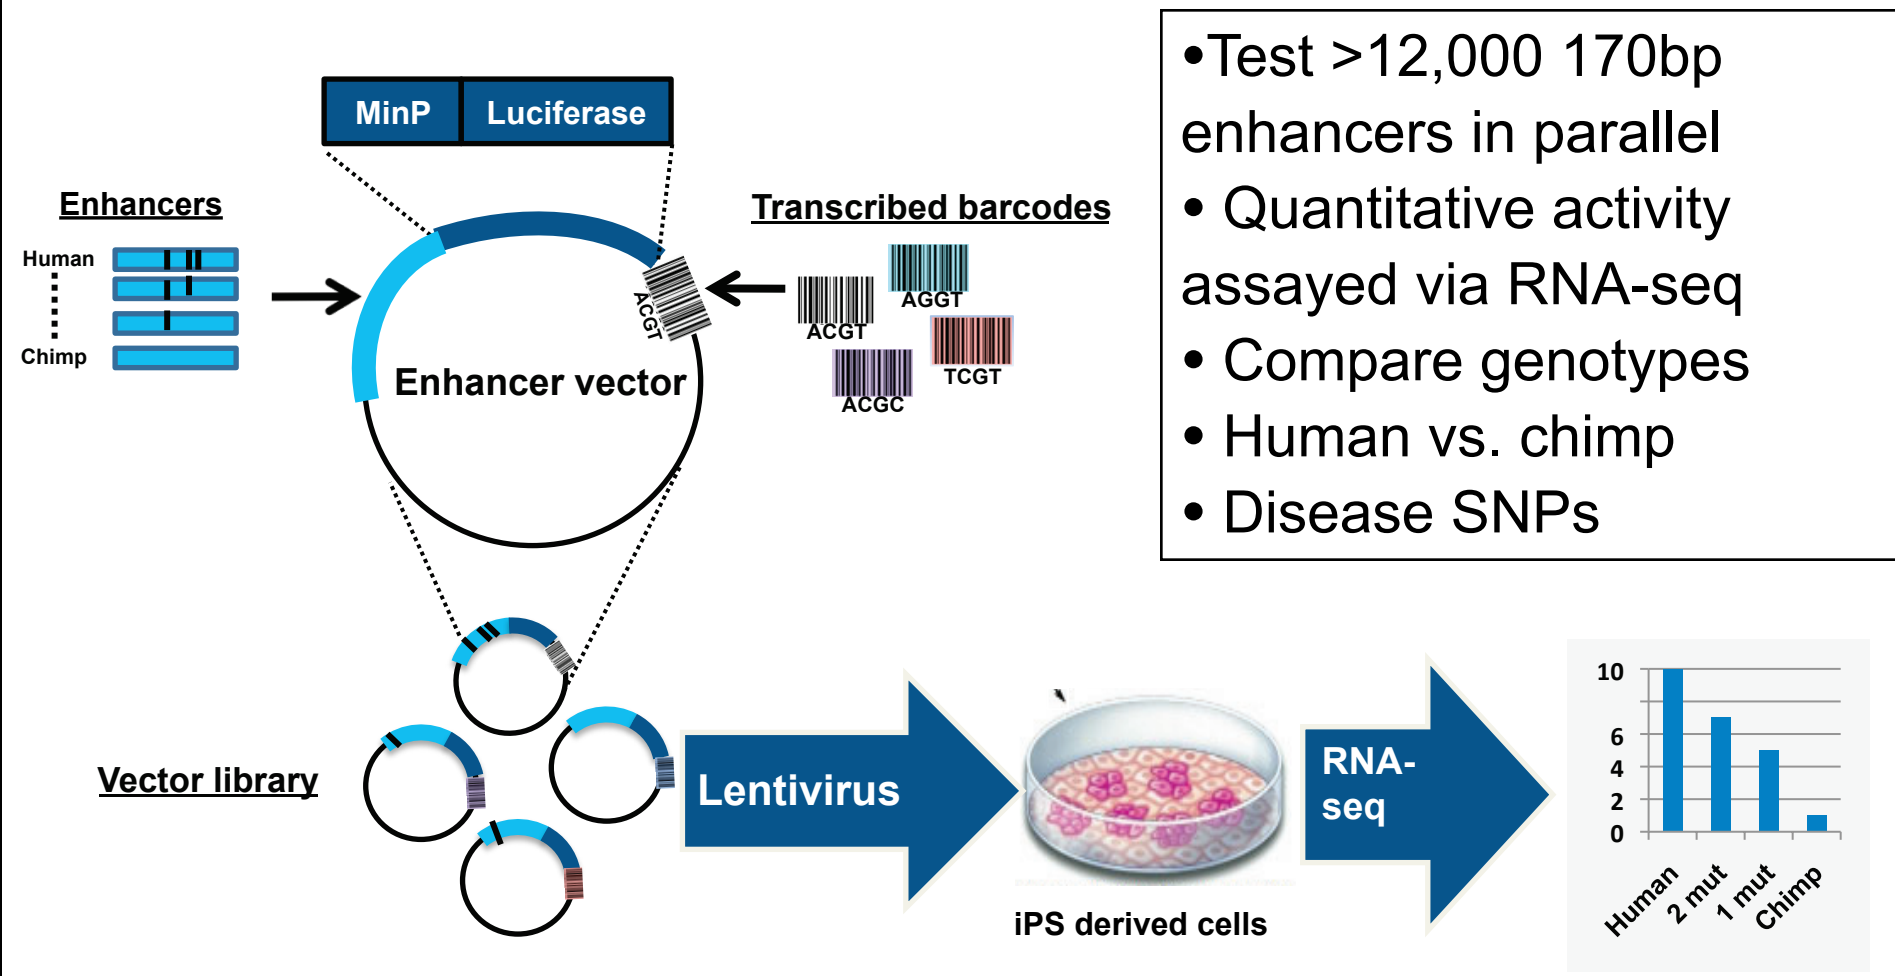 MinP
Luciferase
Enhancers
Human
Chimp
Transcribed barcodes
AGGT
ACGT
TCGT
ACGC
ACGT
Enhancer vector
•Test >12,000 170bp
enhancers in parallel
• Quantitative activity
assayed via RNA-seq
• Compare genotypes
• Human vs. chimp
• Disease SNPs
Vector library
Lentivirus
iPS derived cells
RNA-
seq
10
6
4
2
0
Human
2 mut
1 mut
Chimp